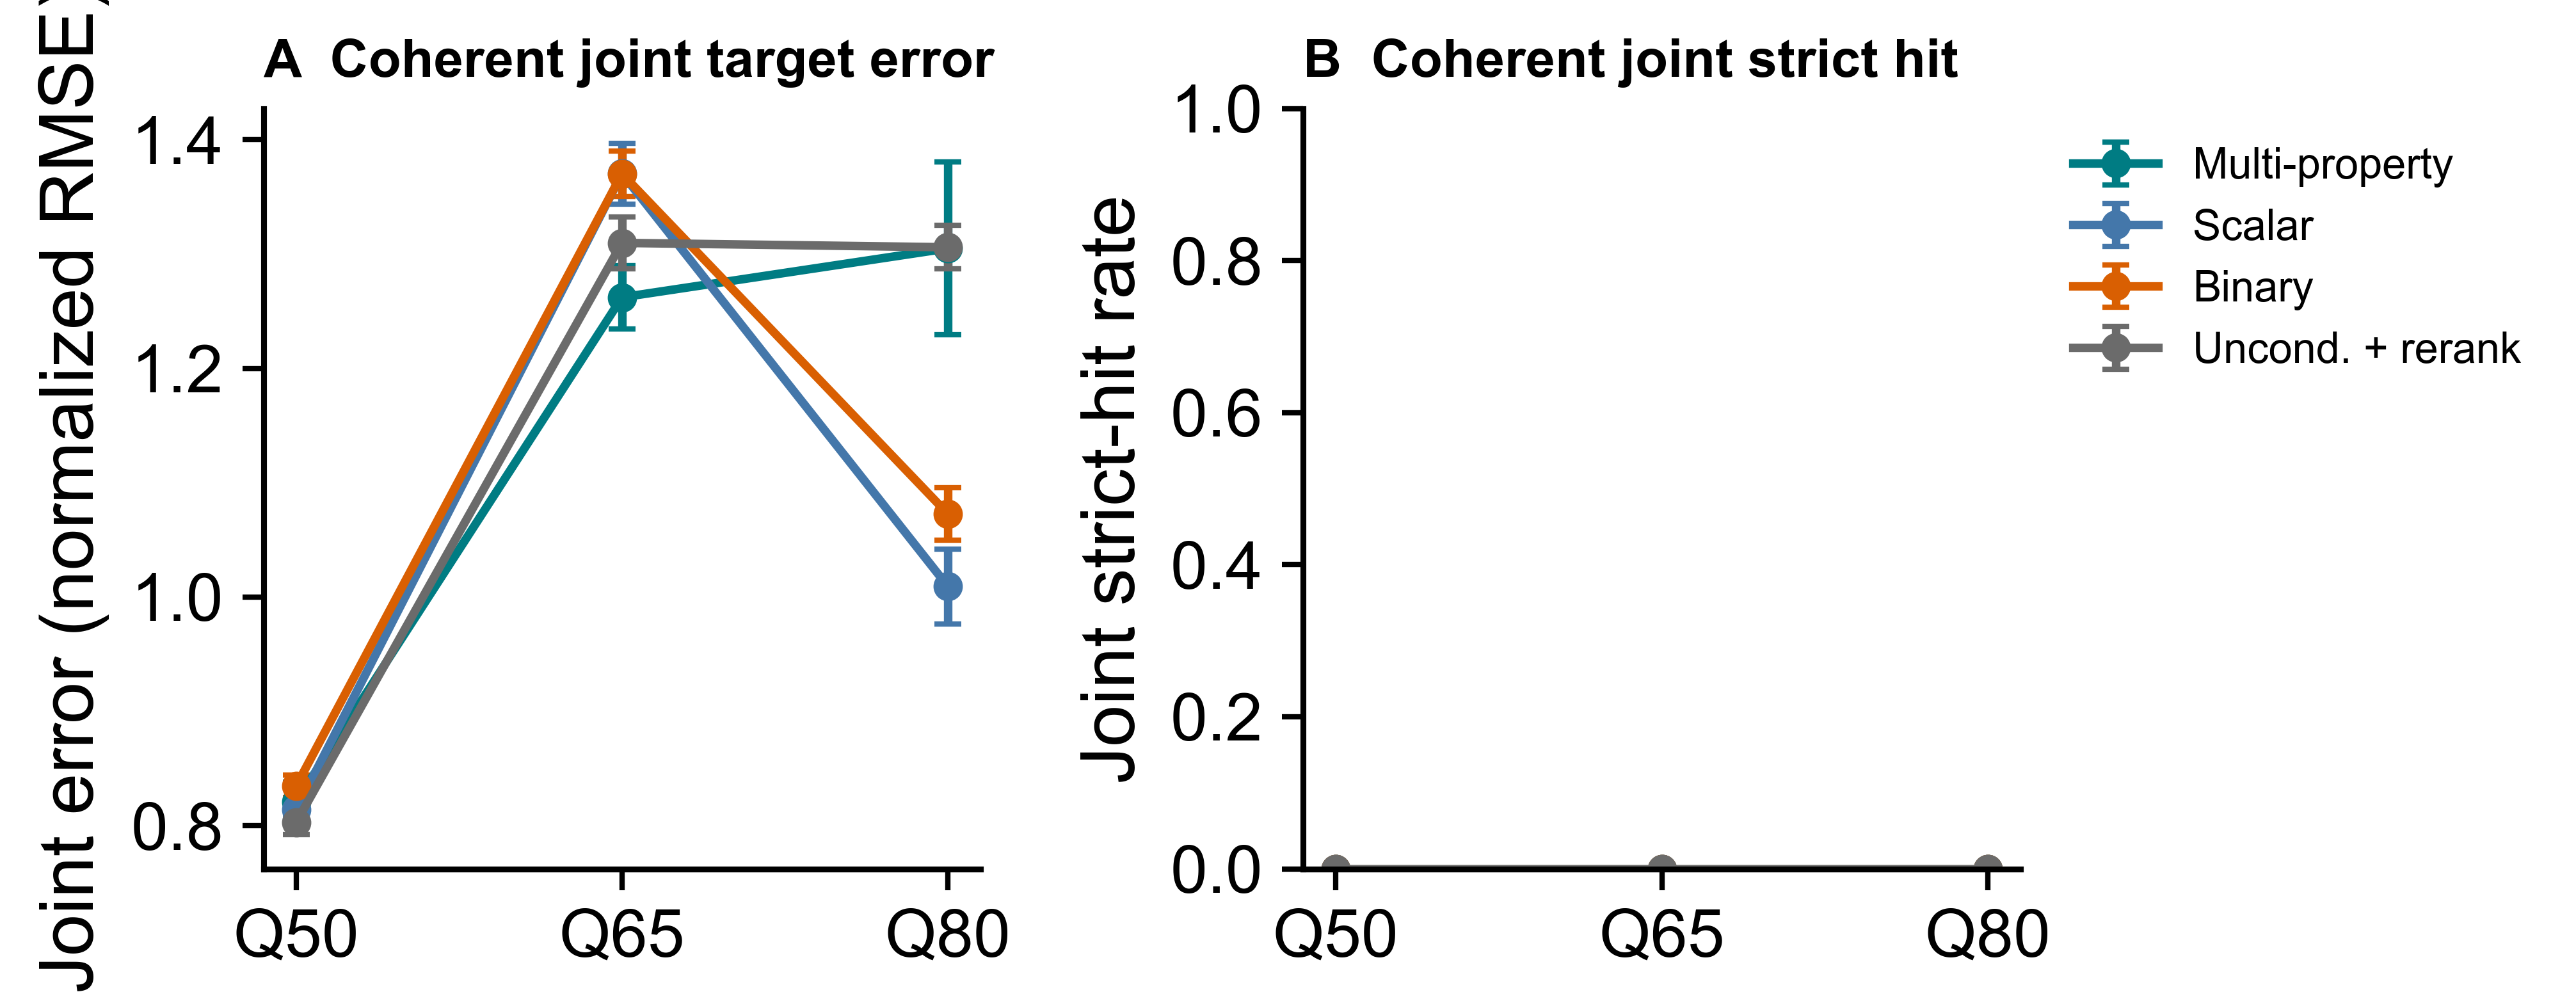 A Coherent joint target error
Joint error (normalized RMSE)
1.4
1.2
1.0
0.8
Q50
Q65
Q80
B Coherent joint strict hit
Joint strict-hit rate
1.0
0.8
0.6
0.4
0.2
0.0
Q50
Q65
Q80
Multi-property
Scalar
Binary
Uncond. + rerank